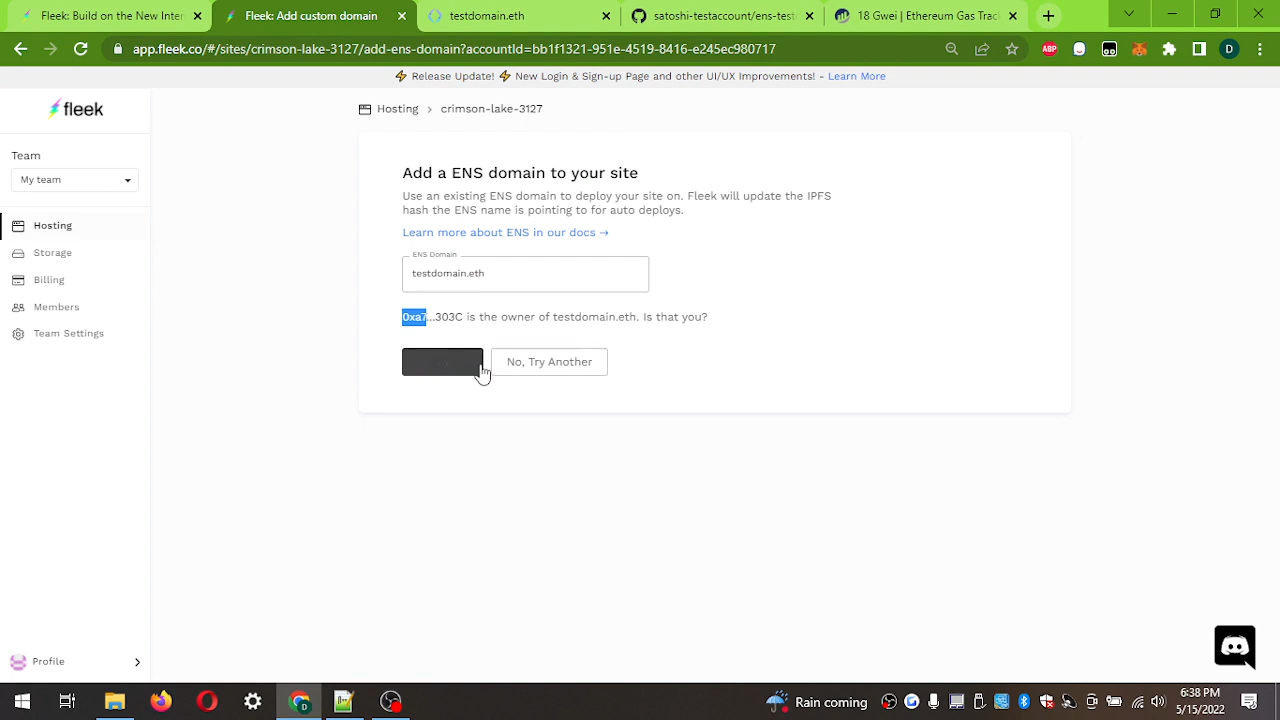 Fleek: Build on the New Inter
Fleek: Add custom domain
testdomain.eth
satoshi-testaccount/ens-test
18 Gwei | Ethereum Gas Trac
app.fleek.co/#/sites/crimson-lake-3127/add-ens-domain?accountId=bb1f1321-951e-4519-8416-e245ec980717
ABP
D
⚡ Release Update! ⚡ New Login & Sign-up Page and other UI/UX Improvements! - Learn More
fleek
Hosting > crimson-lake-3127
Team
My team
Hosting
Storage
Billing
Members
Team Settings
Add a ENS domain to your site
Use an existing ENS domain to deploy your site on. Fleek will update the IPFS
hash the ENS name is pointing to for auto deploys.
Learn more about ENS in our docs →
ENS Domain
testdomain.eth
0xa7...303C is the owner of testdomain.eth. Is that you?
No, Try Another
Profile
Rain coming
6:38 PM
5/15/2022